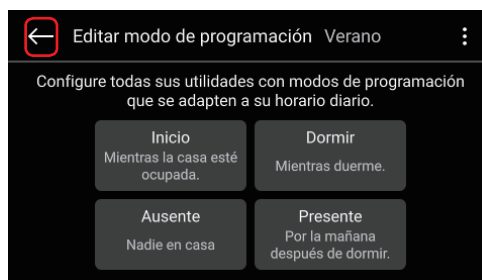 Editar modo de programación Verano
Configure todas sus utilidades con modos de programación
que se adapten a su horario diario.
Inicio
Mientras la casa esté
ocupada.
Dormir
Mientras duerme.
Ausente
Nadie en casa
Presente
Por la mañana
después de dormir.